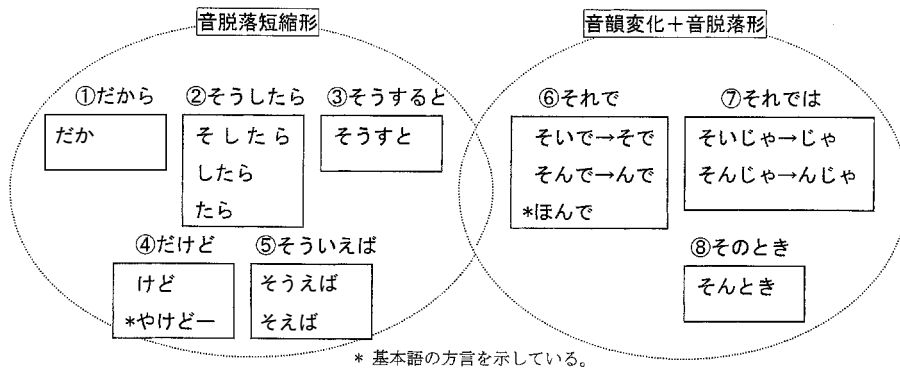 音脱落短縮形
音韻変化＋音脱落形
①だから
だか
②そうしたら
そしたら
したら
たら
③そうすると
そうすと
④だけど
けど
*やけどー
⑤そういえば
そうえば
そえば
⑥それで
そいで→そで
そんで→んで
*ほんで
⑦それでは
そいじゃ→じゃ
そんじゃ→んじゃ
⑧そのとき
そんとき
* 基本語の方言を示している。